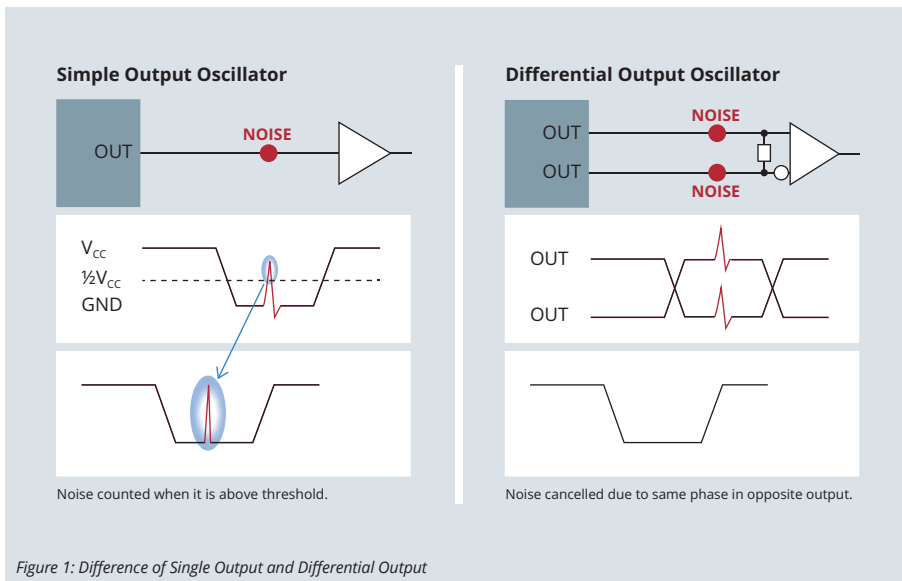 Simple Output Oscillator
OUT
NOISE
V_CC
½V_CC
GND
Noise counted when it is above threshold.
Differential Output Oscillator
OUT
OUT
NOISE
NOISE
OUT
OUT
Noise cancelled due to same phase in opposite output.
Figure 1: Difference of Single Output and Differential Output